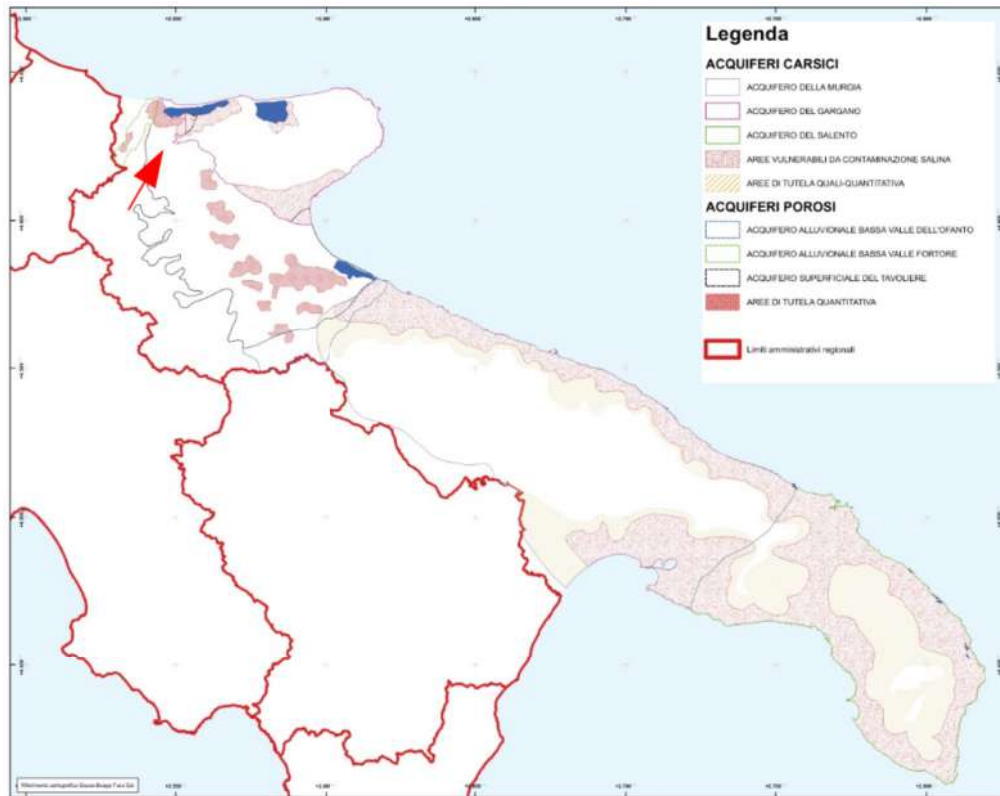 Legenda
ACQUIFERI CARSICI
ACQUIFERO DELLA MURGIA
ACQUIFERO DEL GARGANO
ACQUIFERO DEL SALENTO
AREE VULNERABILI DA CONTAMINAZIONE SALINA
AREE DI TUTELA QUALI-QUANTITATIVA
ACQUIFERI POROSI
ACQUIFERO ALLUVIONALE BASSA VALLE DELL'OFANTO
ACQUIFERO ALLUVIONALE BASSA VALLE FORTORE
ACQUIFERO SUPERFICIALE DEL TAVOLIERE
AREE DI TUTELA QUANTITATIVA
Limiti amministrativi regionali